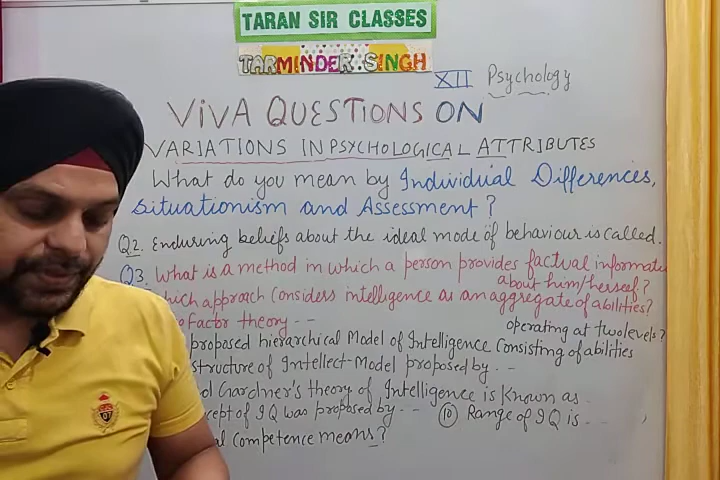 TARAN SIR CLASSES
TARMINDER SINGH
XII Psychology
VIVA QUESTIONS ON
VARIATIONS IN PSYCHOLOGICAL ATTRIBUTES
What do you mean by Individual Differences,
Situationism and Assessment?
Q2. Enduring beliefs about the ideal mode of behaviour is called.
Q3. What is a method in which a person provides factual
about him/herself?
approach Considers intelligence as an aggregate of abilities?
factor theory --
operating at two levels?
proposed hierarchical Model of Intelligence Consisting of abilities
structure of Intellect-Model proposed by. --
Gardner's theory of Intelligence is known as.
of IQ was proposed by -- (10) Range of IQ is. --
competence means?